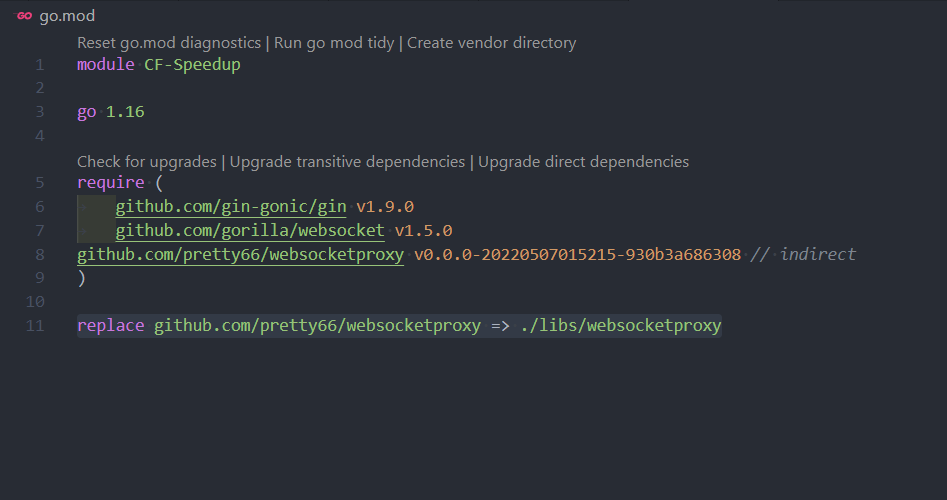 GO go.mod
Reset go.mod diagnostics | Run go mod tidy | Create vendor directory
1 module CF-Speedup
2
3 go 1.16
4
Check for upgrades | Upgrade transitive dependencies | Upgrade direct dependencies
5 require (
6 github.com/gin-gonic/gin v1.9.0
7 github.com/gorilla/websocket v1.5.0
8 github.com/pretty66/websocketproxy v0.0.0-20220507015215-930b3a686308 // indirect
9 )
10
11 replace github.com/pretty66/websocketproxy => ./libs/websocketproxy